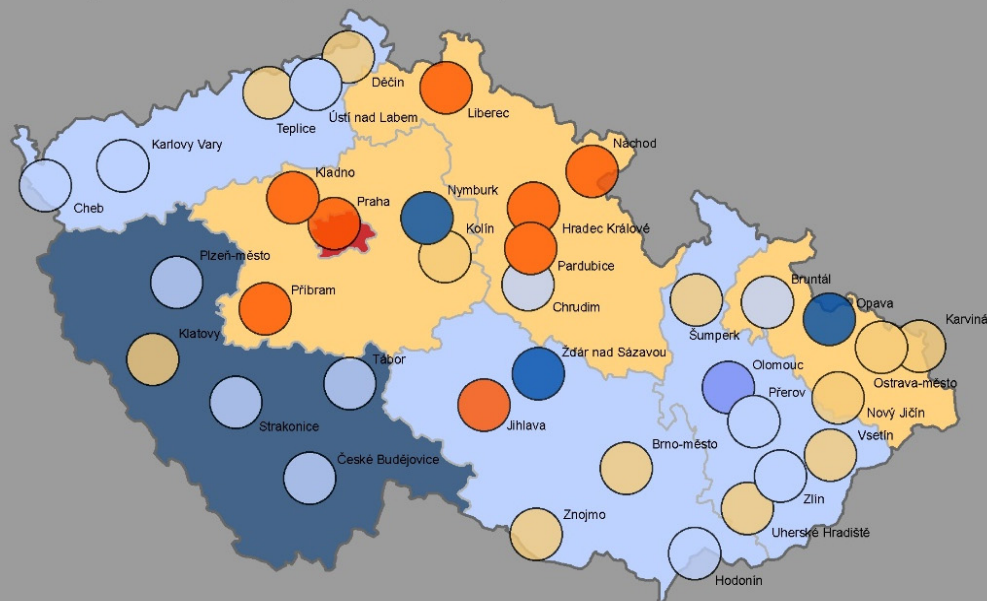 Děčín
Liberec
Teplice
Ústí nad Labem
Karlovy Vary
Náchod
Cheb
Kladno
Praha
Nymburk
Kolín
Hradec Králové
Plzeň-město
Pardubice
Příbram
Chrudim
Bruntál
Opava
Karviná
Klatovy
Šumperk
Tábor
Žďár nad Sázavou
Olomouc
Ostrava-město
Přerov
Nový Jičín
Strakonice
Jihlava
Vsetín
Brno-město
České Budějovice
Zlín
Znojmo
Uherské Hradiště
Hodonín